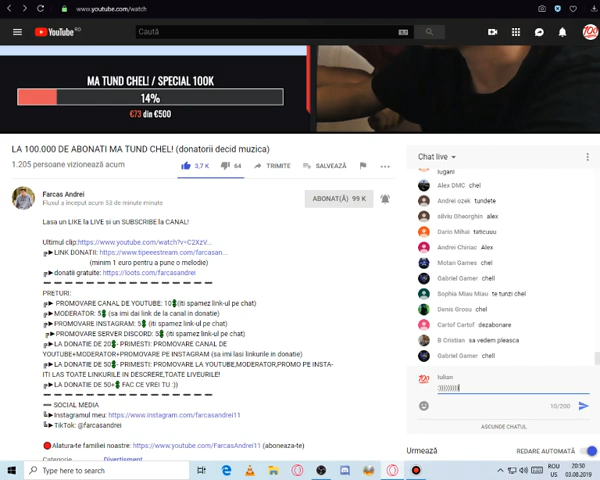 www.youtube.com/watch
YouTube RO
Caută
MA TUND CHEL! / SPECIAL 100K
14%
€73 din €500
LA 100.000 DE ABONATI MA TUND CHEL! (donatorii decid muzica)
1.205 persoane vizionează acum
3,7 K
64
TRIMITE
SALVEAZĂ
Farcas Andrei
Fluxul a început acum 53 de minute minute
ABONAT(Ă) 99 K
Lasa un LIKE la LIVE si un SUBSCRIBE la CANAL!
Ultimul clip:https://www.youtube.com/watch?v=C2XzV...
╔►LINK DONATII: https://www.tipeeestream.com/farcasan...
(minim 1 euro pentru a pune o melodie)
╔►donatii gratuite: https://loots.com/farcasandrei
PRETURI:
╔► PROMOVARE CANAL DE YOUTUBE: 10💲(iti spamez link-ul pe chat)
╔►MODERATOR: 5💲 (sa imi dai link de la canal in donatie)
╔►PROMOVARE INSTAGRAM: 5💲 (iti spamez link-ul pe chat)
╔►PROMOVARE SERVER DISCORD: 5💲 (iti spamez link-ul pe chat)
╔►LA DONATIE DE 20💲- PRIMESTI: PROMOVARE CANAL DE
YOUTUBE+MODERATOR+PROMOVARE PE INSTAGRAM (sa imi lasi linkurile in donatie)
╔►LA DONATIE DE 50💲- PRIMESTI: PROMOVARE LA YOUTUBE,MODERATOR,PROMO PE INSTA-
ITI LAS TOATE LINKURILE IN DESCRIERE,TOATE LIVEURILE!
╔►LA DONATIE DE 50+💲 FAC CE VREI TU :))
SOCIAL MEDIA
╚►Instagramul meu: https://www.instagram.com/farcasandrei11
╚►TikTok: @farcasandrei
⭕Alatura-te familiei noastre: https://www.youtube.com/FarcasAndrei11 (aboneaza-te)
Categorie Divertisment
Chat live
Iugani
Alex DMC chel
Andrei ozek tundete
silviu Gheorghin alex
Dario Mihai taticuuu
Andrei Chiriac Alex
Motan Games chel
Gabriel Gamer chell
Sophia Miau Miau te tunzi chel
Denis Grosu chel
Cartof Cartof dezabonare
B Cristian sa vedem pleasca
Gabriel Gamer chell
Iulian
:))))))))))
10/200
ASCUNDE CHATUL
Urmează
REDARE AUTOMATĂ
Type here to search
ROU
US
20:50
03.08.2019